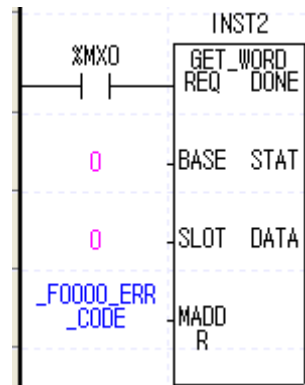 INST2
%MX0
GET_WORD
REQ DONE
0
BASE STAT
0
SLOT DATA
_F0000_ERR
_CODE
MADD
R